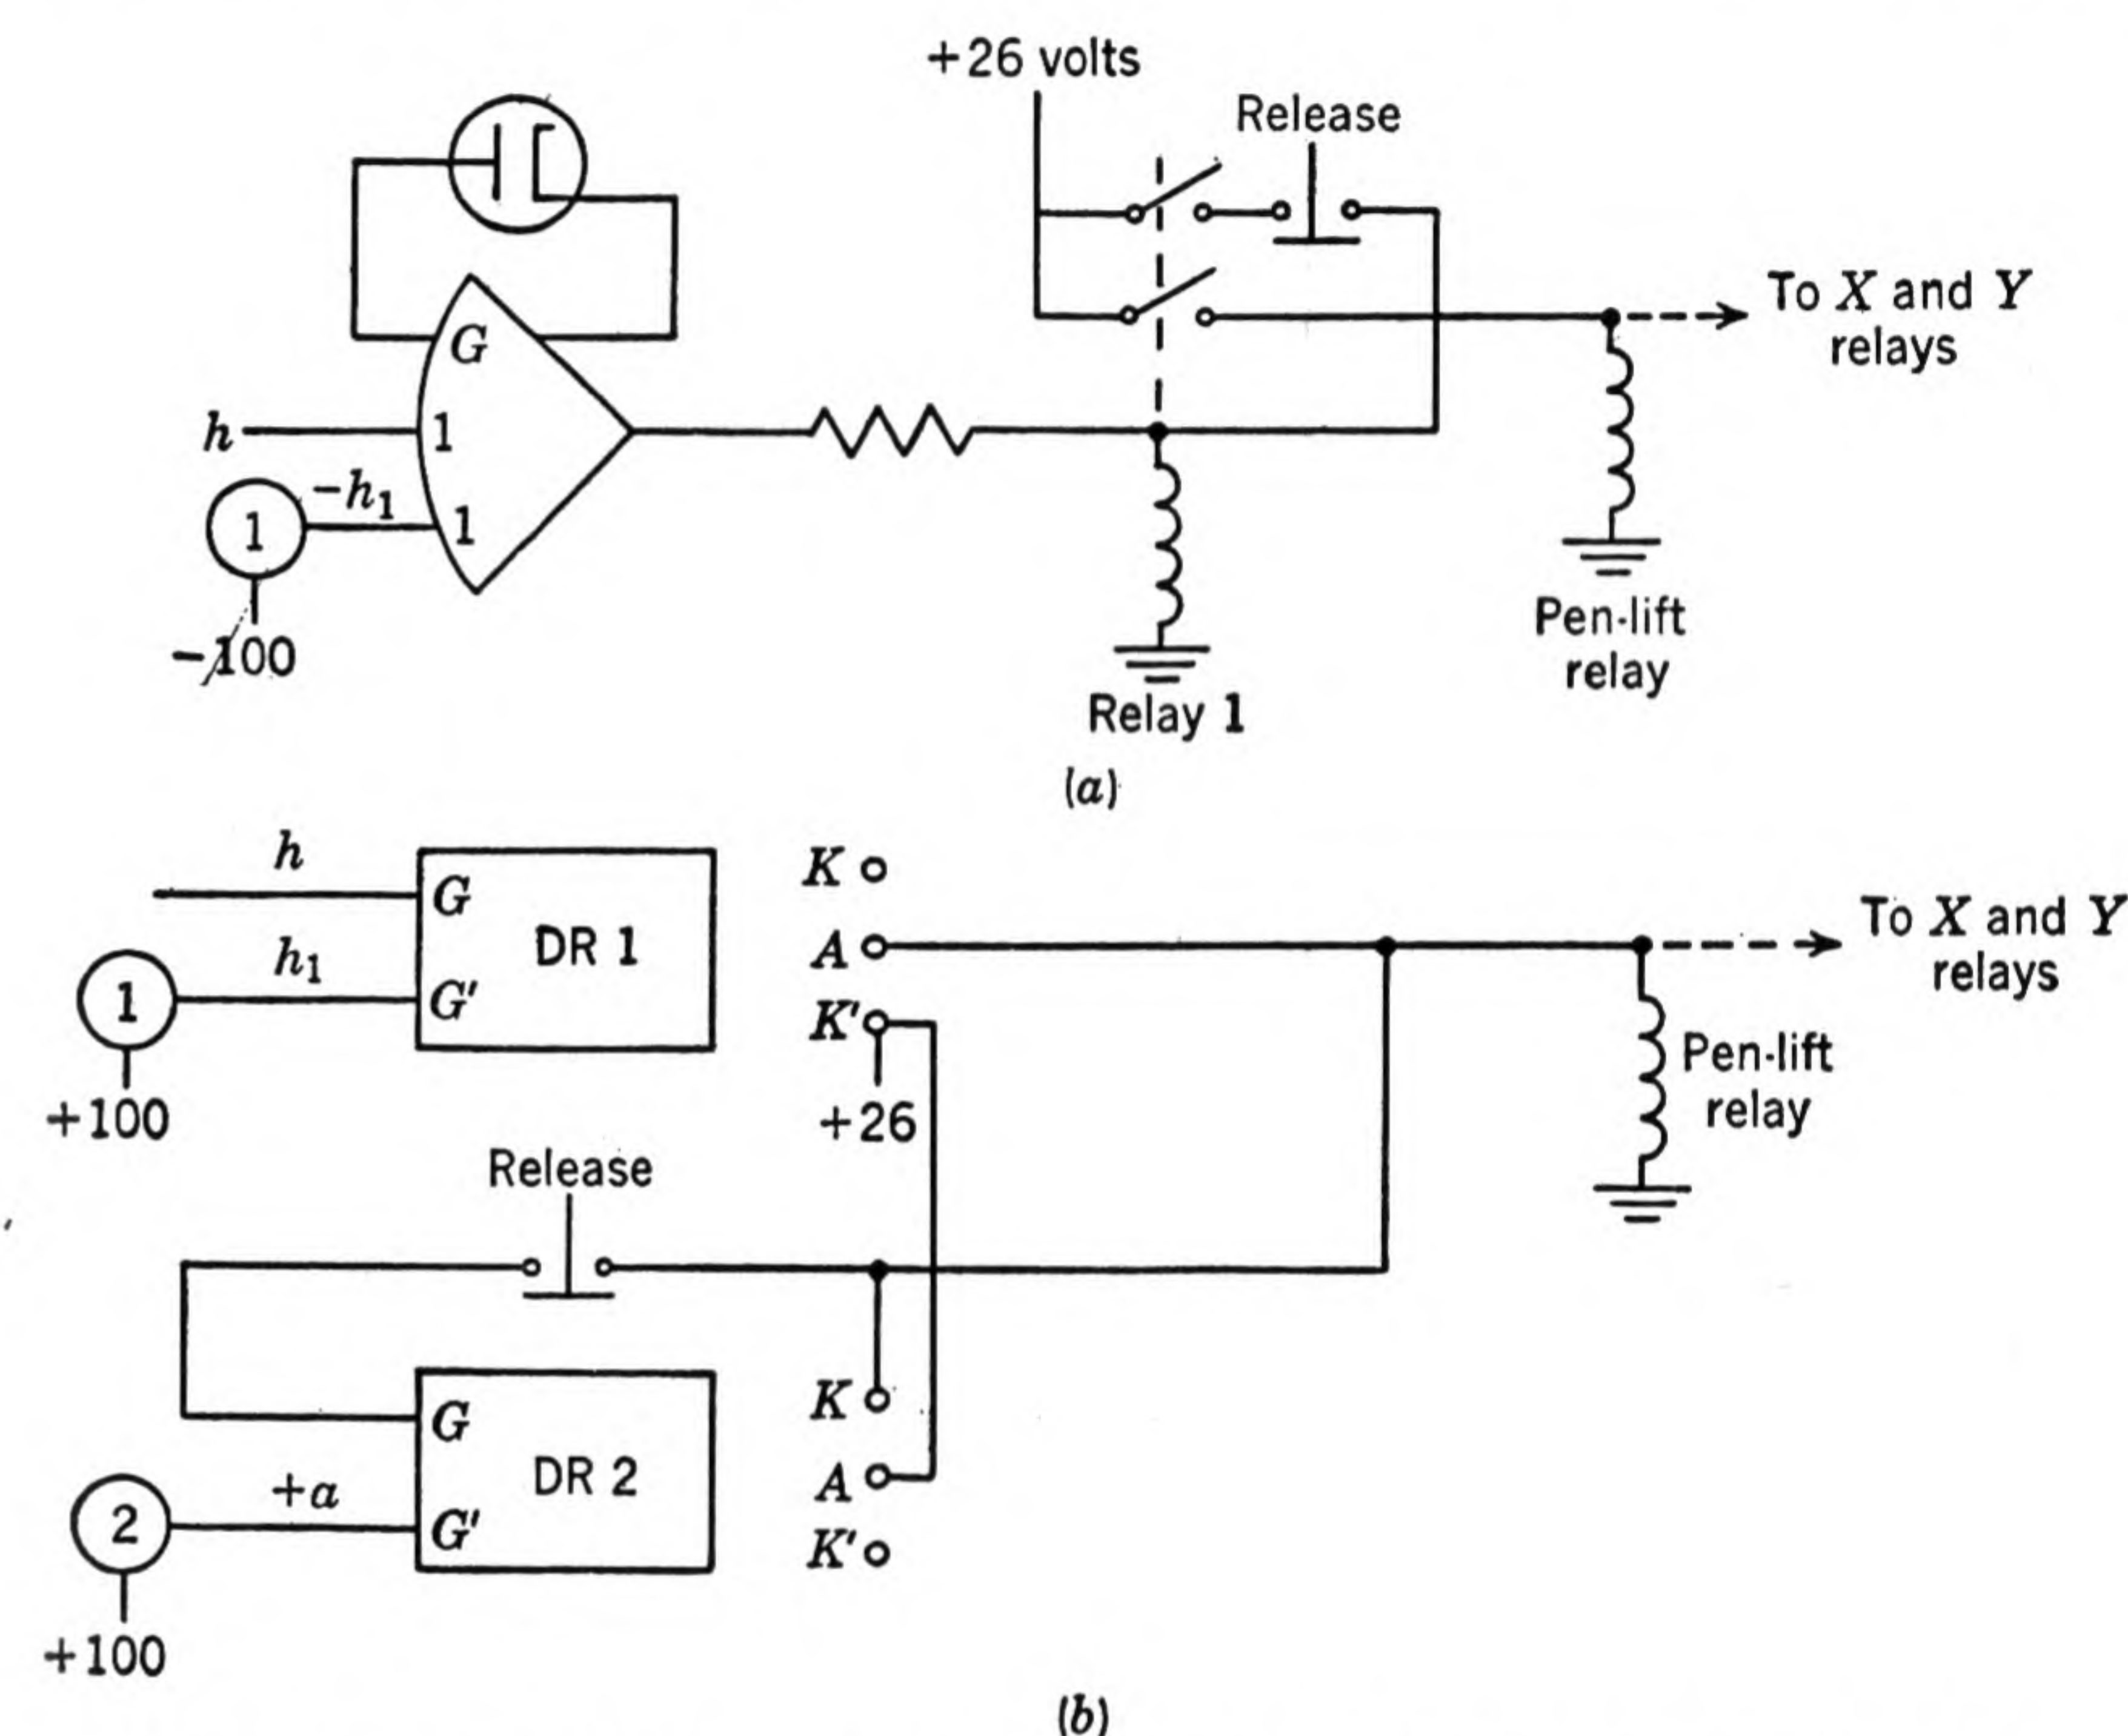 +26 volts
Release
To X and Y
relays
G
h
1
-h1
1
1
-100
Pen-lift
relay
Relay 1
(a)
h
K
G
DR 1
A
To X and Y
relays
h1
1
G'
K'
Pen-lift
relay
+100
+26
Release
K
G
DR 2
A
+a
2
G'
K'
+100
(b)